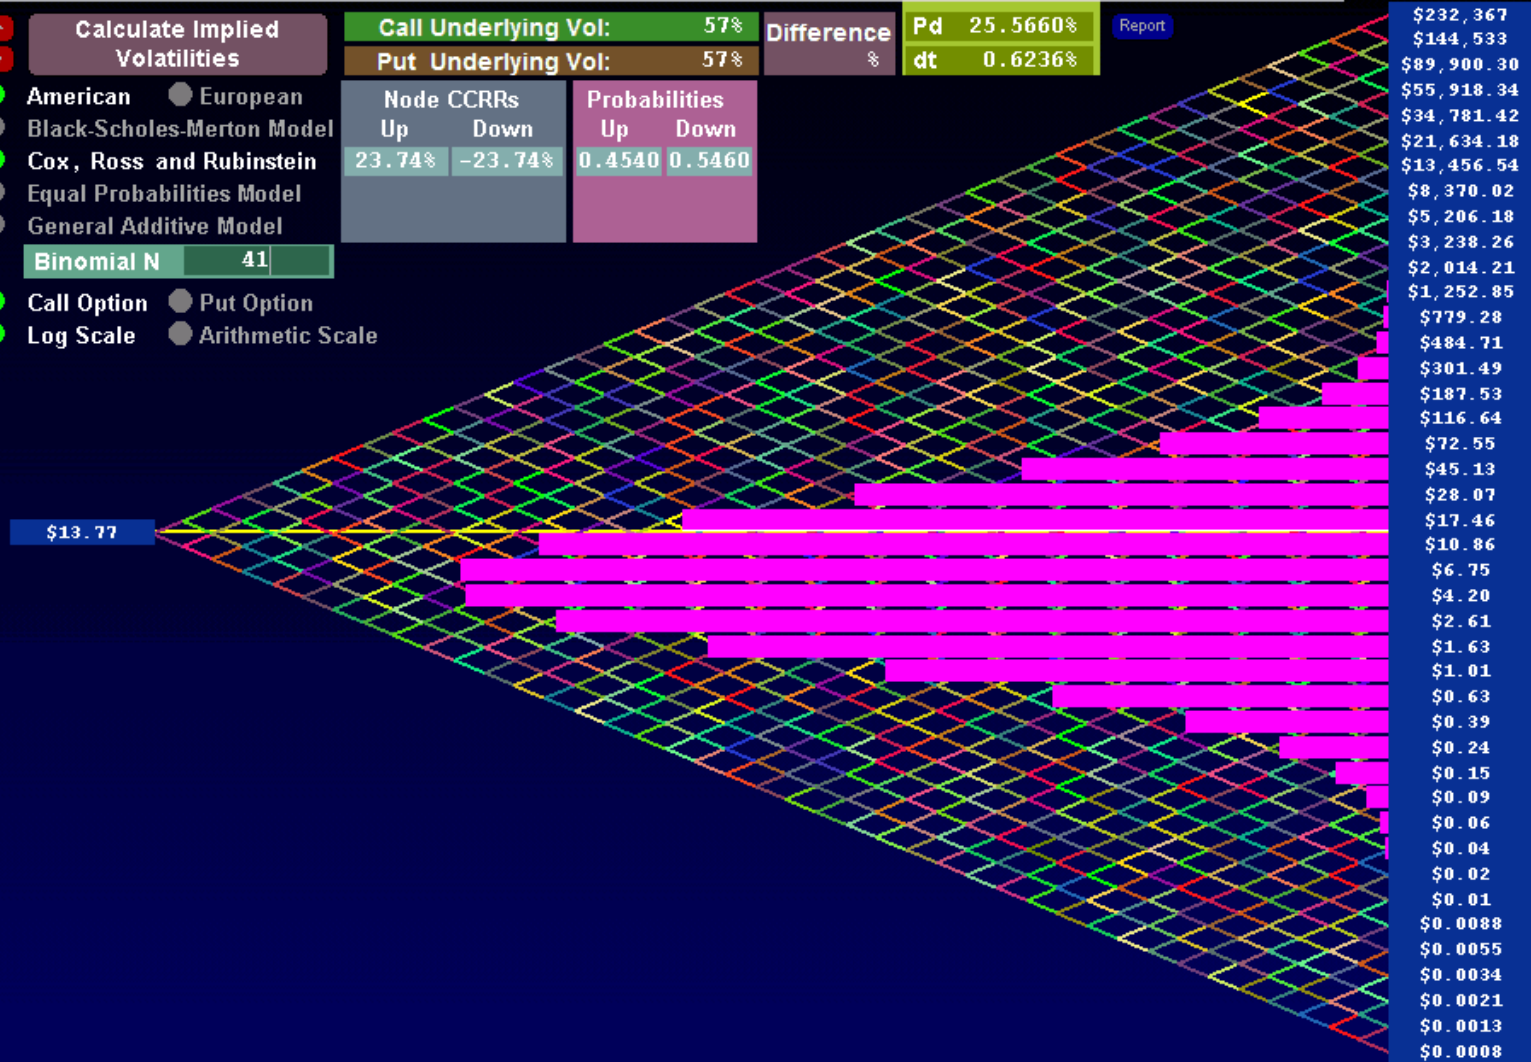 Calculate Implied
Volatilities
Call Underlying Vol: 57%
Put Underlying Vol: 57%
Difference
%
Pd 25.5660%
dt 0.6236%
Report
American European
Black-Scholes-Merton Model
Cox, Ross and Rubinstein
Equal Probabilities Model
General Additive Model
Binomial N 41
Call Option Put Option
Log Scale Arithmetic Scale
Node CCRRs
Up Down
23.74% -23.74%
Probabilities
Up Down
0.4540 0.5460
$13.77
$232,367
$144,533
$89,900.30
$55,918.34
$34,781.42
$21,634.18
$13,456.54
$8,370.02
$5,206.18
$3,238.26
$2,014.21
$1,252.85
$779.28
$484.71
$301.49
$187.53
$116.64
$72.55
$45.13
$28.07
$17.46
$10.86
$6.75
$4.20
$2.61
$1.63
$1.01
$0.63
$0.39
$0.24
$0.15
$0.09
$0.06
$0.04
$0.02
$0.01
$0.0088
$0.0055
$0.0034
$0.0021
$0.0013
$0.0008